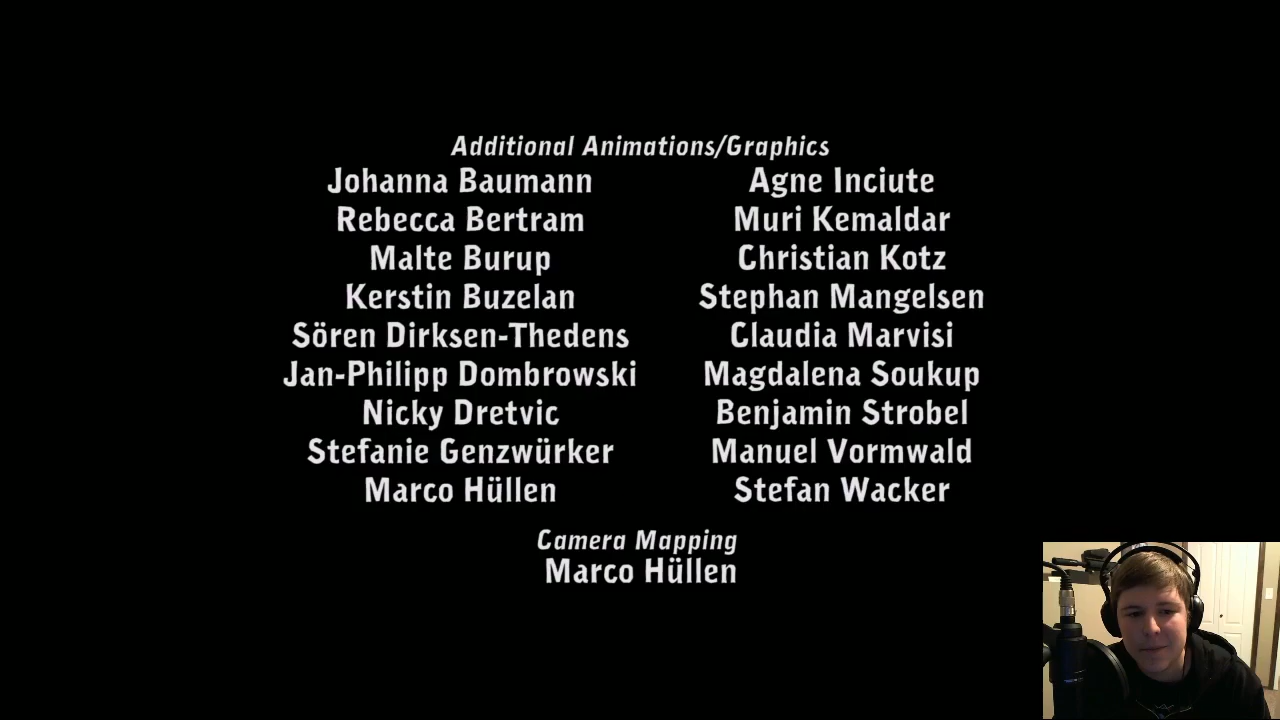 Additional Animations/Graphics
Johanna Baumann
Rebecca Bertram
Malte Burup
Kerstin Buzelan
Sören Dirksen-Thedens
Jan-Philipp Dombrowski
Nicky Dretvic
Stefanie Genzwürker
Marco Hüllen
Agne Inciute
Muri Kemaldar
Christian Kotz
Stephan Mangelsen
Claudia Marvisi
Magdalena Soukup
Benjamin Strobel
Manuel Vormwald
Stefan Wacker
Camera Mapping
Marco Hüllen